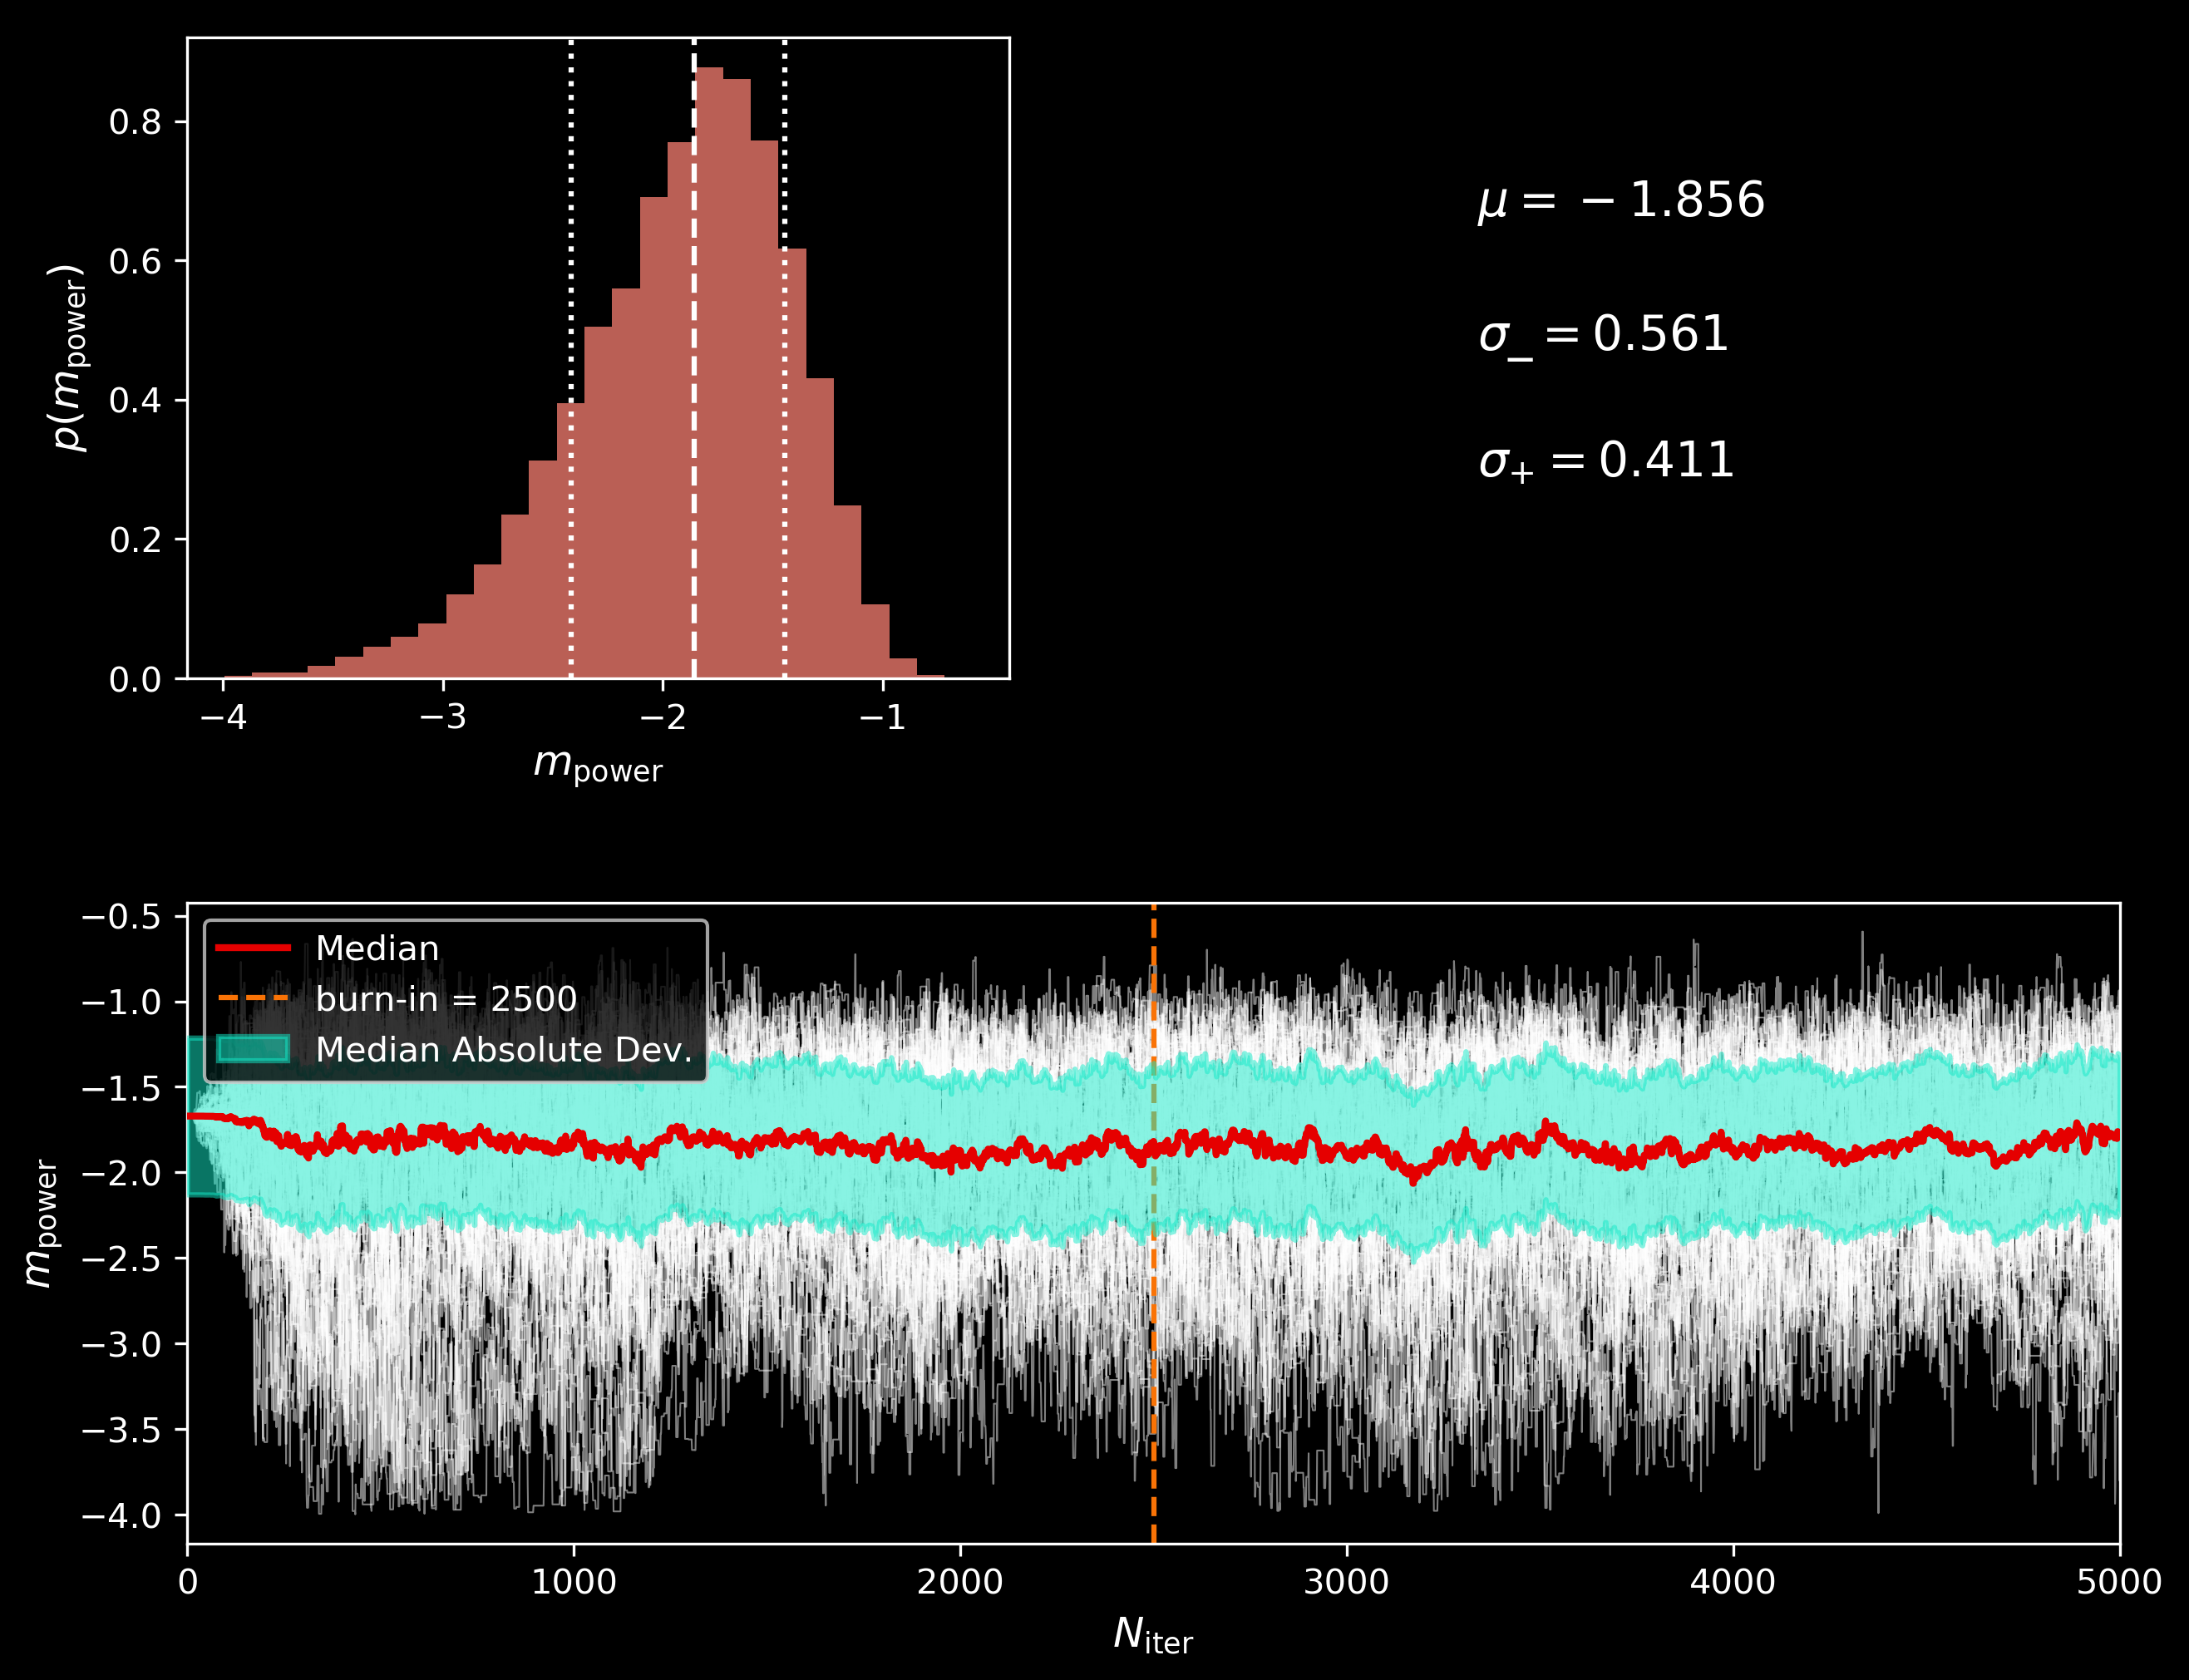 0.8
0.6
0.4
0.2
0.0
p(m_power)
−4 −3 −2 −1
m_power
μ = −1.856
σ_− = 0.561
σ_+ = 0.411
−0.5
−1.0
−1.5
−2.0
−2.5
−3.0
−3.5
−4.0
m_power
Median
burn-in = 2500
Median Absolute Dev.
0 1000 2000 3000 4000 5000
N_iter